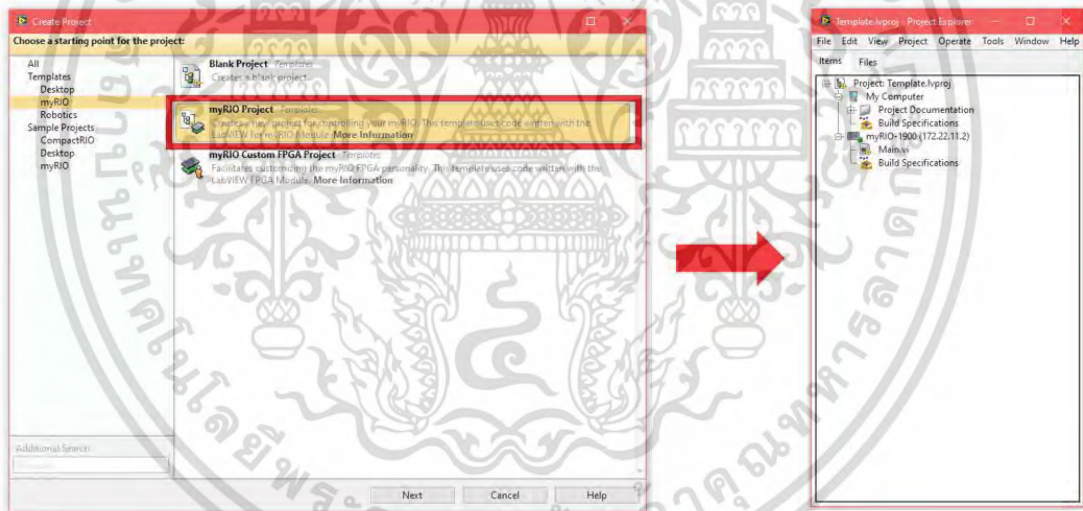 Create Project
Choose a starting point for the project:
All
Templates
Desktop
myRIO
Robotics
Sample Projects
CompactRIO
Desktop
myRIO
Additional Search
Blank Project Templates
Creates a blank project.
myRIO Project Templates
Creates a new project for controlling your myRIO. This template uses code written with the
LabVIEW for myRIO Module. More Information
myRIO Custom FPGA Project Templates
Facilitates customizing the myRIO FPGA personality. This template uses code written with the
LabVIEW FPGA Module. More Information
Next Cancel Help
Template.lvproj - Project Explorer
File Edit View Project Operate Tools Window Help
Items Files
Project: Template.lvproj
My Computer
Project Documentation
Build Specifications
myRIO-1900 (172.22.11.2)
Main.vi
Build Specifications